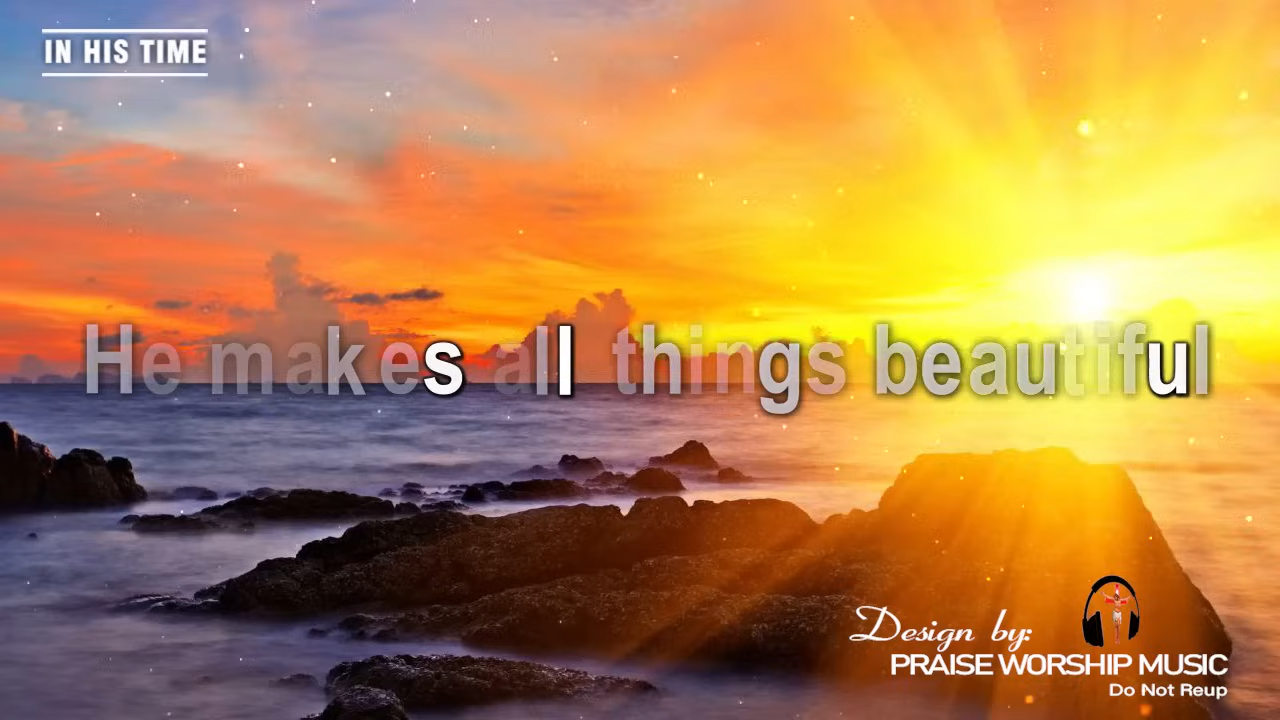 IN HIS TIME
He makes all things beautiful
Design by:
PRAISE WORSHIP MUSIC
Do Not Reup